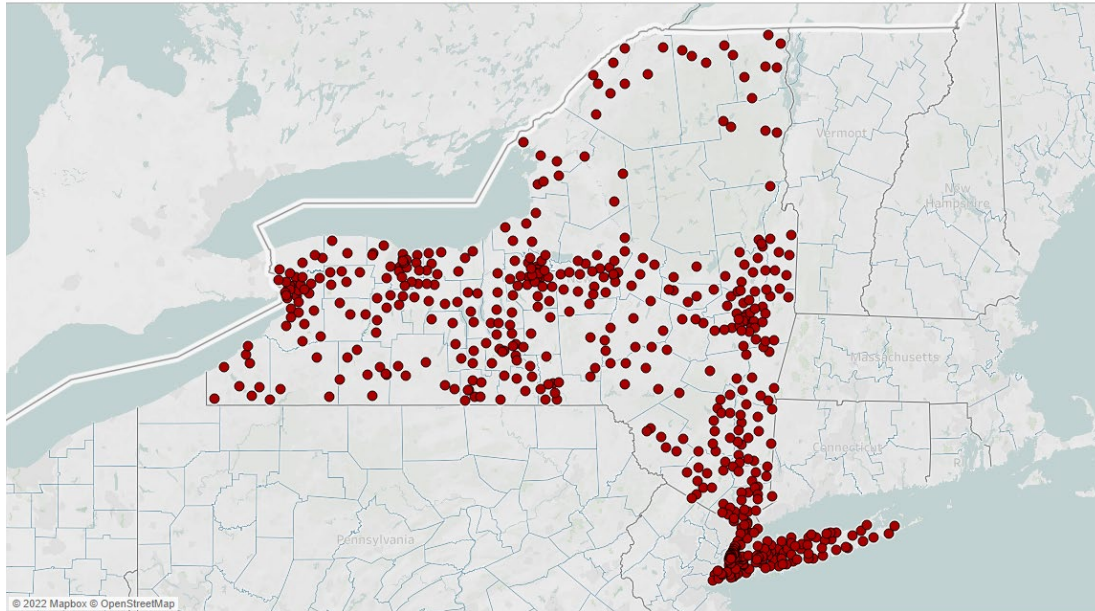 Vermont
New
Hampshire
Massachusetts
Connecticut
R
Pennsylvania
© 2022 Mapbox © OpenStreetMap